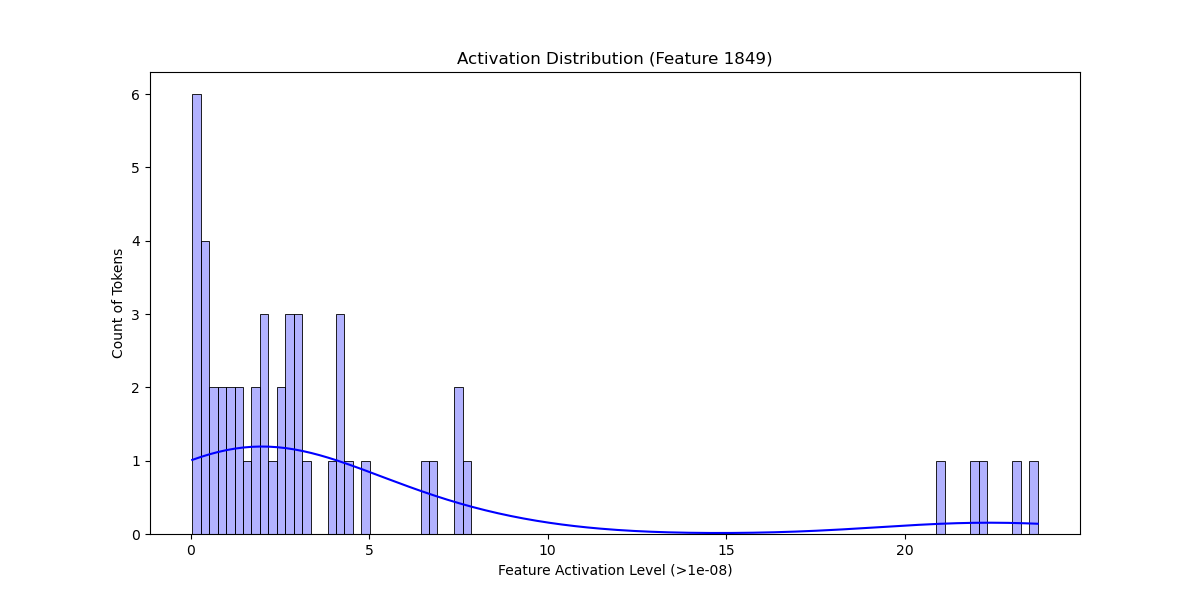 Activation Distribution (Feature 1849)
Count of Tokens
6
5
4
3
2
1
0
0 5 10 15 20
Feature Activation Level (>1e-08)